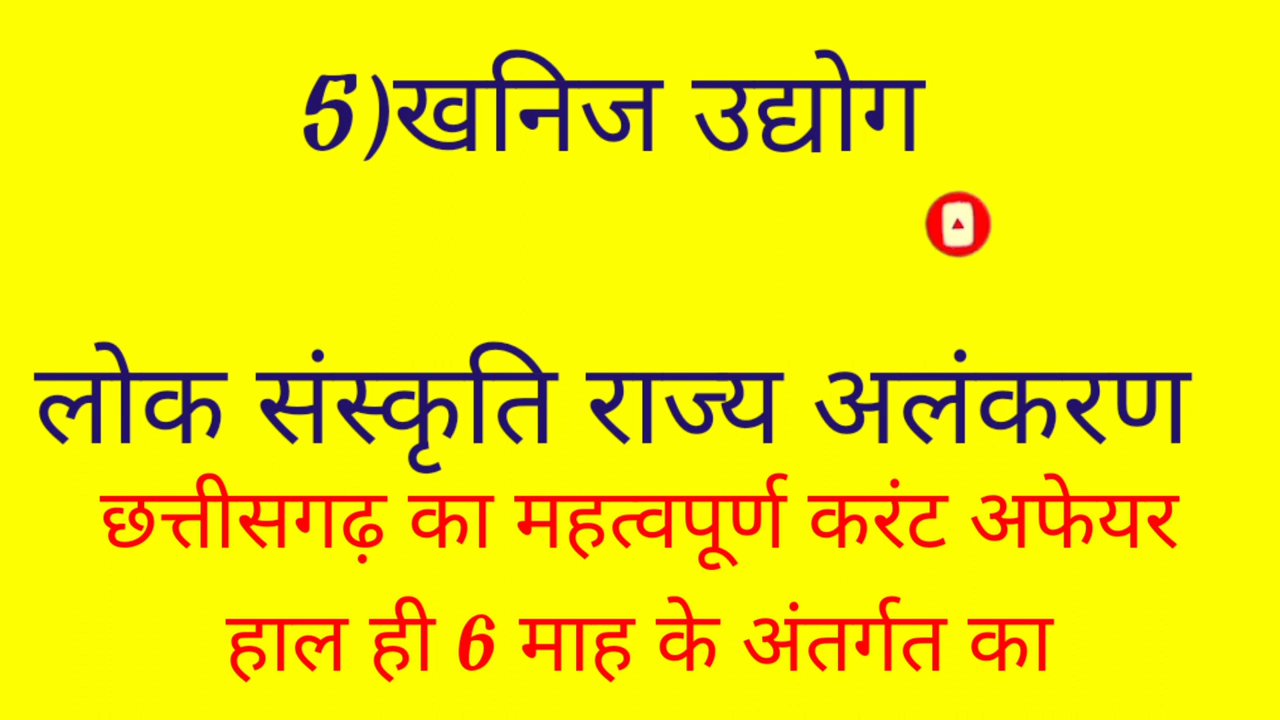 5)खनिज उद्योग
लोक संस्कृति राज्य अलंकरण
छत्तीसगढ़ का महत्वपूर्ण करंट अफेयर
हाल ही 6 माह के अंतर्गत का